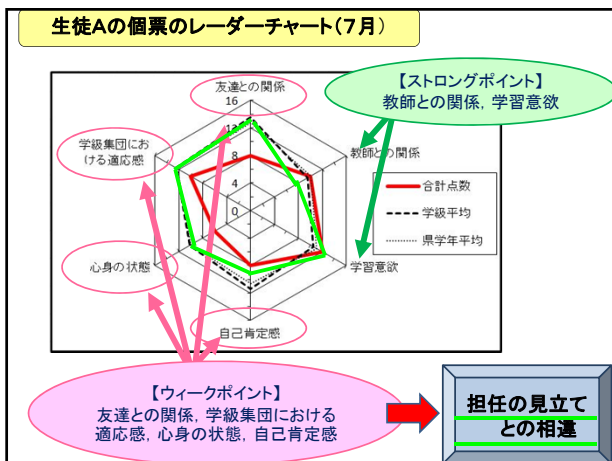 生徒Aの個票のレーダーチャート(7月)
友達との関係
16
12
8
4
0
学級集団にお
ける適応感
教師との関係
心身の状態
学習意欲
自己肯定感
合計点数
学級平均
県学年平均
【ストロングポイント】
教師との関係,学習意欲
【ウィークポイント】
友達との関係,学級集団における
適応感,心身の状態,自己肯定感
担任の見立て
との相違